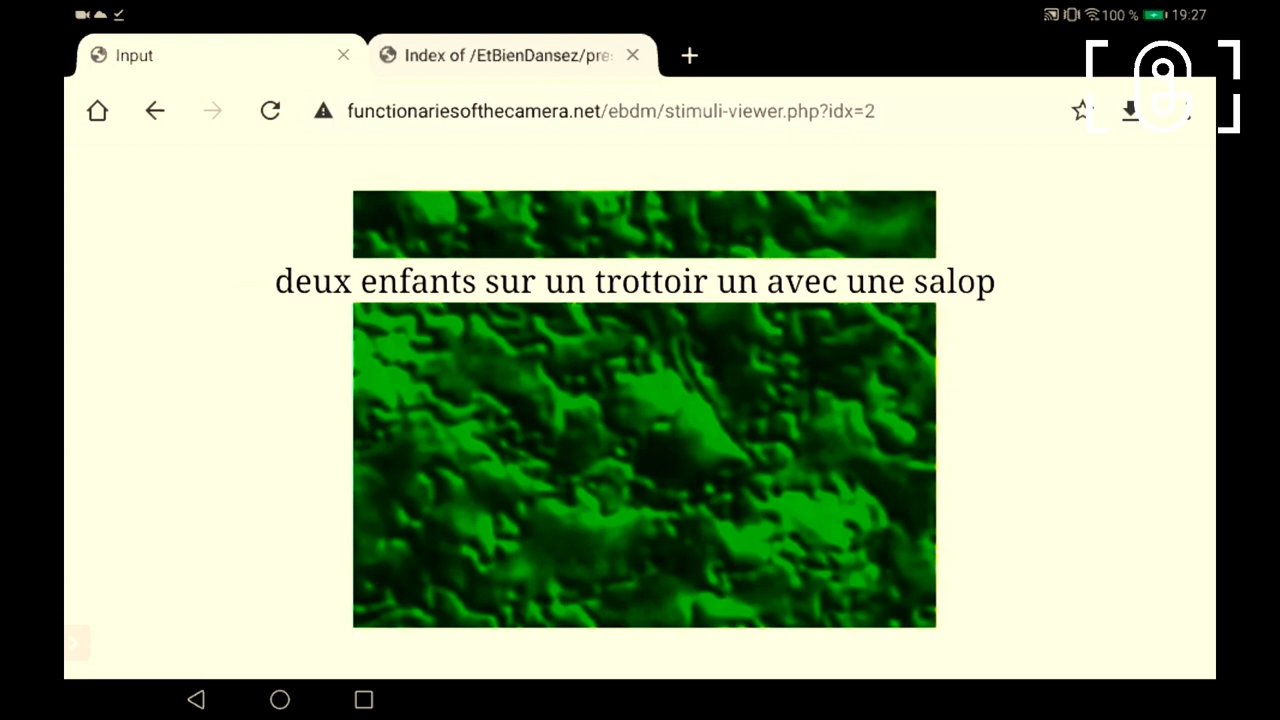 100 % 19:27
Input
Index of /EtBienDansez/pre
functionariesofthecamera.net/ebdm/stimuli-viewer.php?idx=2
deux enfants sur un trottoir un avec une salop